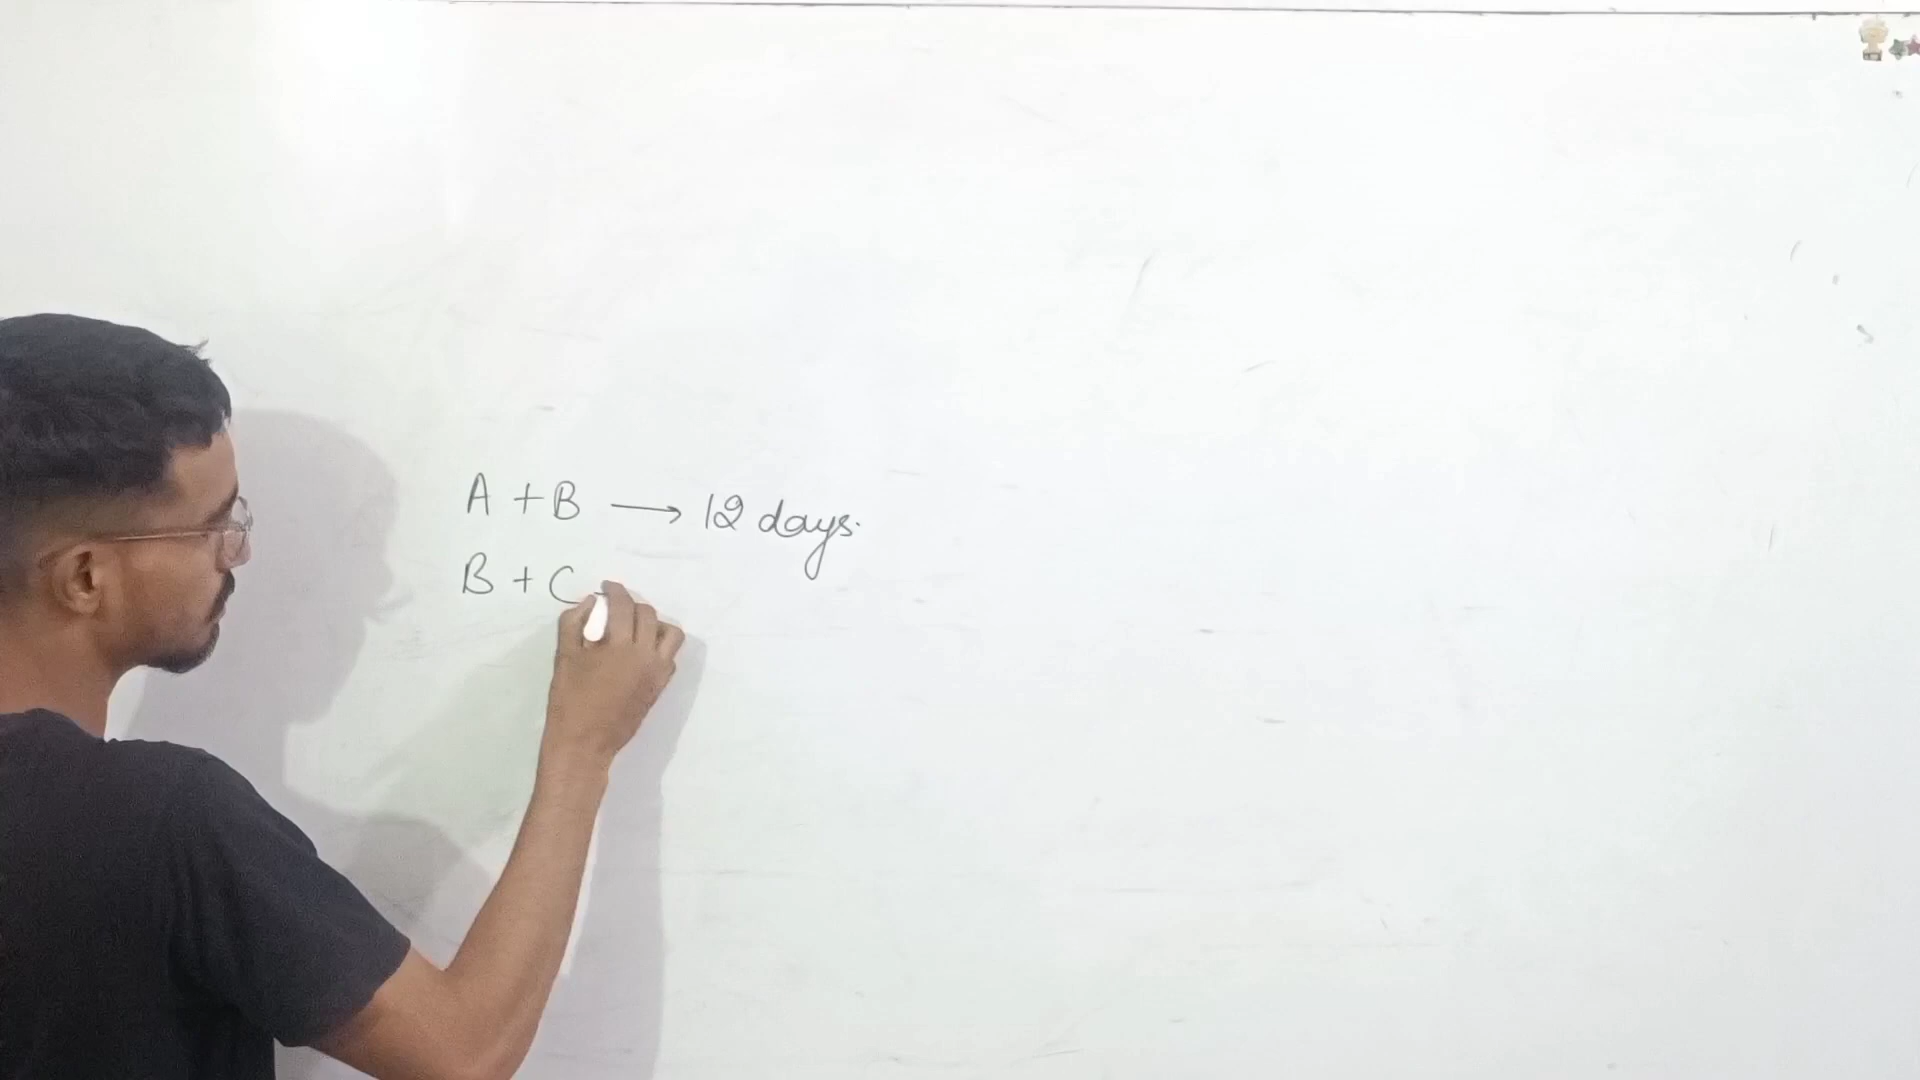 A + B → 12 days.
B + C -